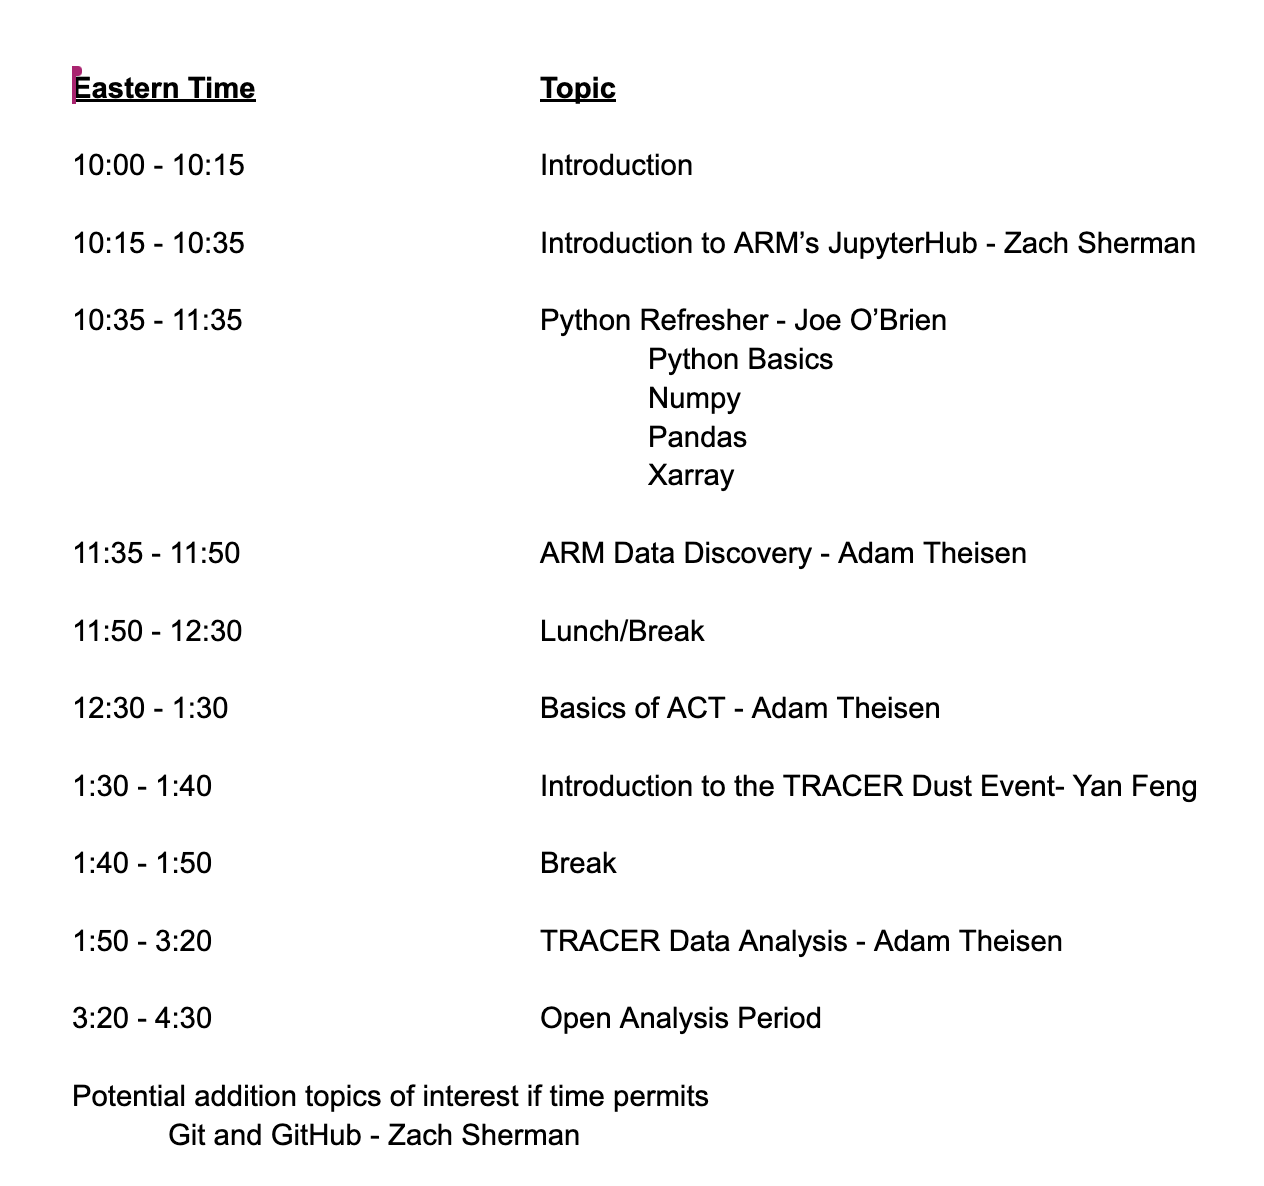 Eastern Time Topic
10:00 - 10:15 Introduction
10:15 - 10:35 Introduction to ARM’s JupyterHub - Zach Sherman
10:35 - 11:35 Python Refresher - Joe O’Brien
Python Basics
Numpy
Pandas
Xarray
11:35 - 11:50 ARM Data Discovery - Adam Theisen
11:50 - 12:30 Lunch/Break
12:30 - 1:30 Basics of ACT - Adam Theisen
1:30 - 1:40 Introduction to the TRACER Dust Event- Yan Feng
1:40 - 1:50 Break
1:50 - 3:20 TRACER Data Analysis - Adam Theisen
3:20 - 4:30 Open Analysis Period
Potential addition topics of interest if time permits
Git and GitHub - Zach Sherman